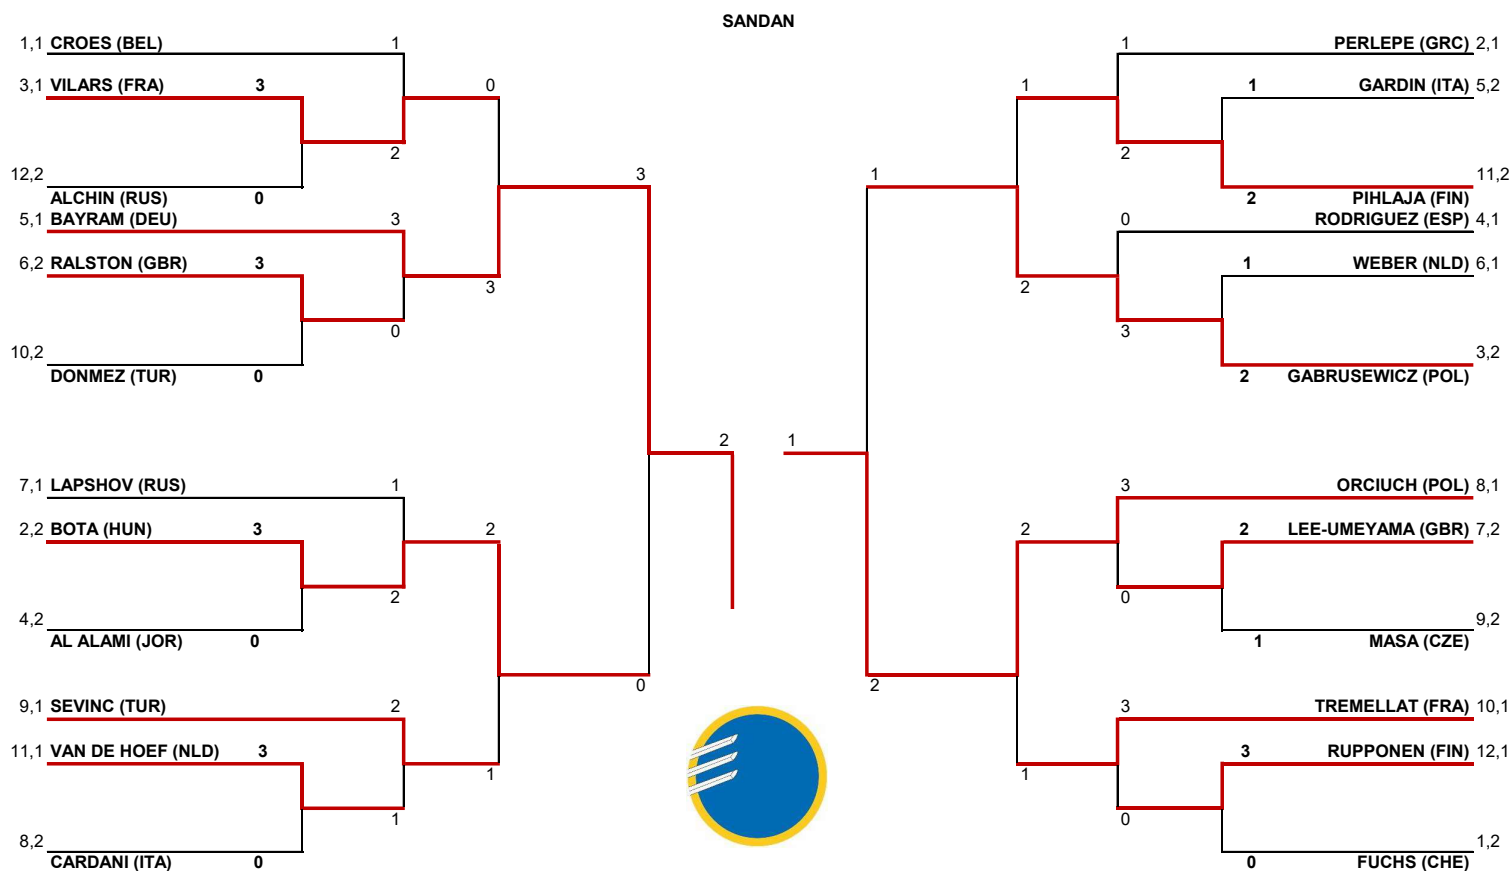 SANDAN
1,1 CROES (BEL) 1 1 PERLEPE (GRC) 2,1
3,1 VILARS (FRA) 3 0 1 1 GARDIN (ITA) 5,2
2 2
12,2 3 1 11,2
ALCHIN (RUS) 0 2 PIHLAJA (FIN)
5,1 BAYRAM (DEU) 3 0 RODRIGUEZ (ESP) 4,1
6,2 RALSTON (GBR) 3 1 WEBER (NLD) 6,1
3 2
0 3
10,2 3,2
DONMEZ (TUR) 0 2 GABRUSEWICZ (POL)
2 1
7,1 LAPSHOV (RUS) 1 3 ORCIUCH (POL) 8,1
2,2 BOTA (HUN) 3 2 2 2 LEE-UMEYAMA (GBR) 7,2
2 0
4,2 9,2
AL ALAMI (JOR) 0 1 MASA (CZE)
0 2
9,1 SEVINC (TUR) 2 3 TREMELLAT (FRA) 10,1
11,1 VAN DE HOEF (NLD) 3 3 RUPPONEN (FIN) 12,1
1 1
1 0
8,2 1,2
CARDANI (ITA) 0 0 FUCHS (CHE)